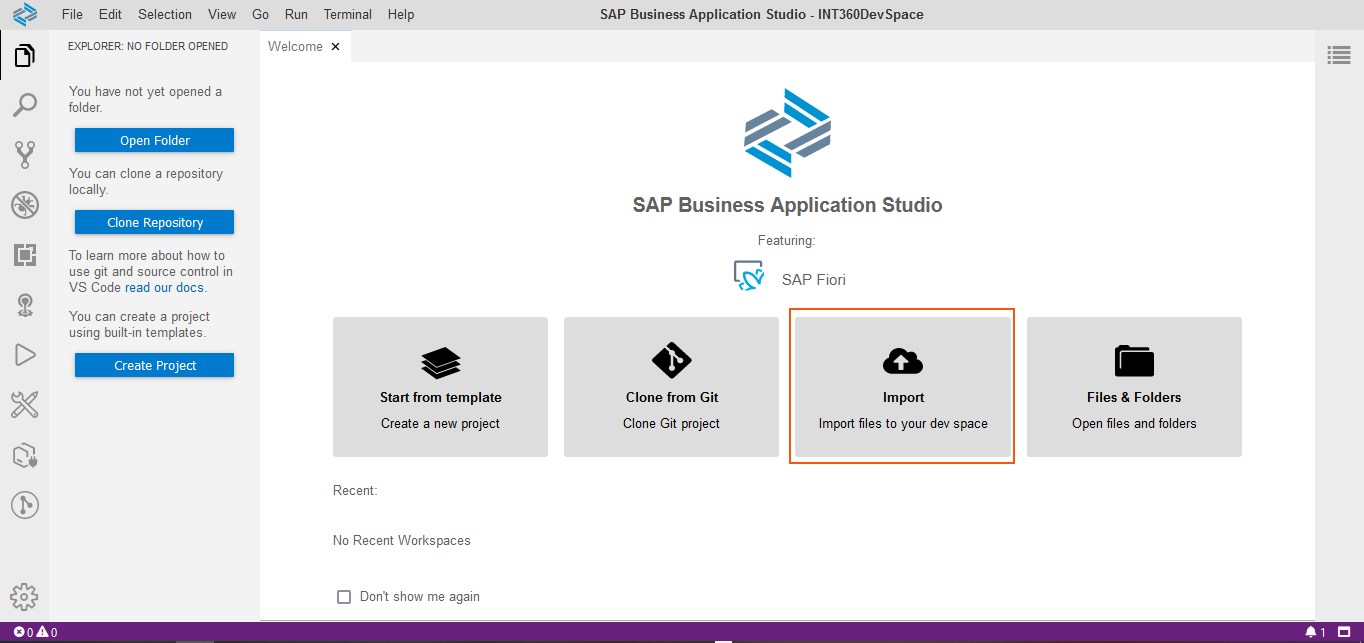 File Edit Selection View Go Run Terminal Help
SAP Business Application Studio - INT360DevSpace
EXPLORER: NO FOLDER OPENED
You have not yet opened a
folder.
Open Folder
You can clone a repository
locally.
Clone Repository
To learn more about how to
use git and source control in
VS Code read our docs.
You can create a project
using built-in templates.
Create Project
Welcome
SAP Business Application Studio
Featuring:
SAP Fiori
Start from template
Create a new project
Clone from Git
Clone Git project
Import
Import files to your dev space
Files & Folders
Open files and folders
Recent:
No Recent Workspaces
Don't show me again
0 0
1